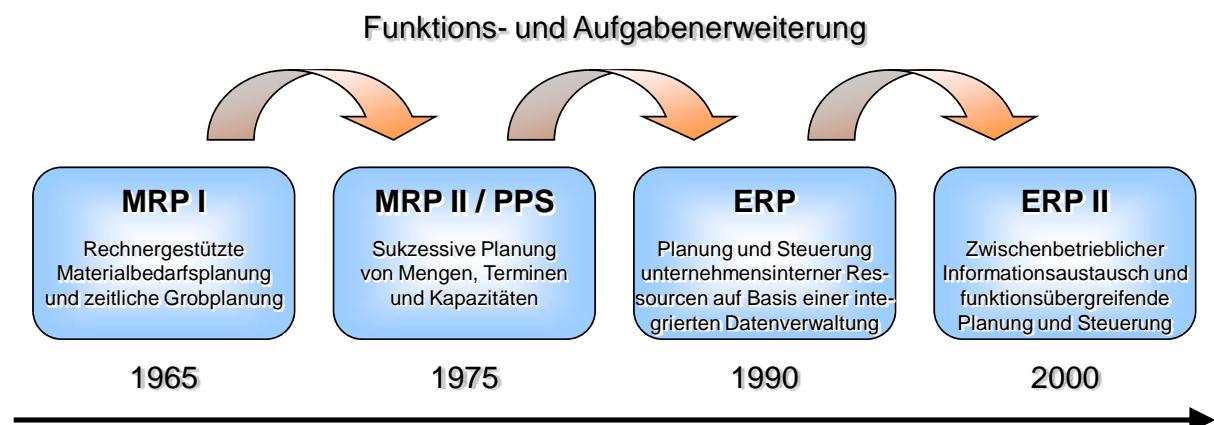 Funktions- und Aufgabenerweiterung
MRP I
Rechnergestützte
Materialbedarfsplanung
und zeitliche Grobplanung
1965
MRP II / PPS
Sukzessive Planung
von Mengen, Terminen
und Kapazitäten
1975
ERP
Planung und Steuerung
unternehmensinterner Res-
sourcen auf Basis einer inte-
grierten Datenverwaltung
1990
ERP II
Zwischenbetrieblicher
Informationsaustausch und
funktionsübergreifende
Planung und Steuerung
2000